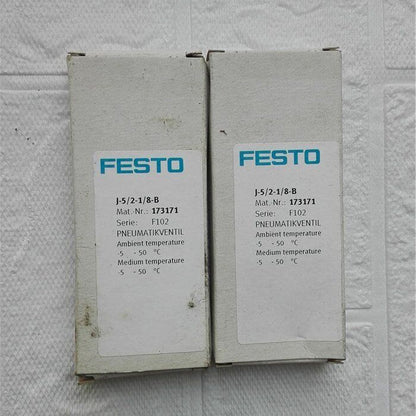 FESTO
J-5/2-1/8-B
Mat. Nr.: 173171
Serie: F102
PNEUMATIKVENTIL
Ambient temperature
-5 - 50 °C
Medium temperature
-5 - 50 °C
FESTO
J-5/2-1/8-B
Mat. Nr.: 173171
Serie: F102
PNEUMATIKVENTIL
Ambient temperature
-5 - 50 °C
Medium temperature
-5 - 50 °C